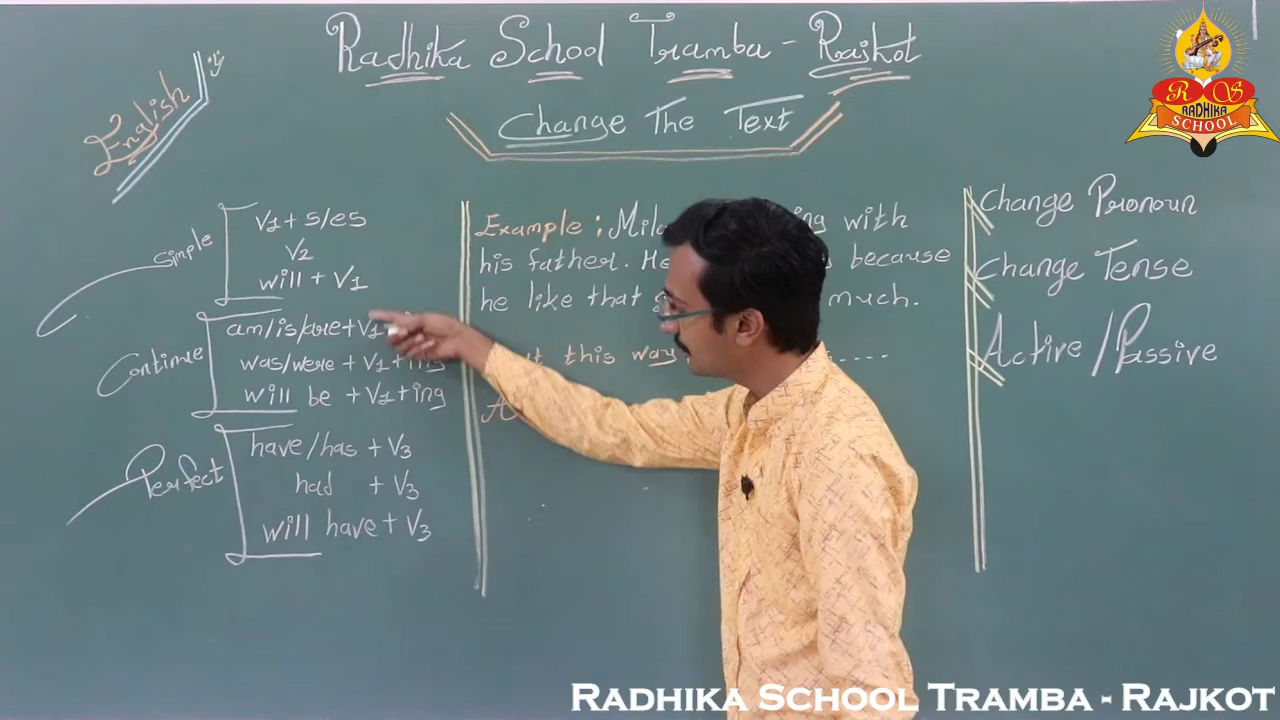 Radhika School Tramba - Rajkot
English
Change The Text
R S
RADHIKA
SCHOOL
Simple
V1 + s/es
V2
will + V1
Continue
am/is/are+V1
was/were + V1+ing
will be + V1+ing
Perfect
have/has + V3
had + V3
will have + V3
Example : with
his father. He because
he like that much.
this way
Change Pronoun
Change Tense
Active/Passive
RADHIKA SCHOOL TRAMBA - RAJKOT